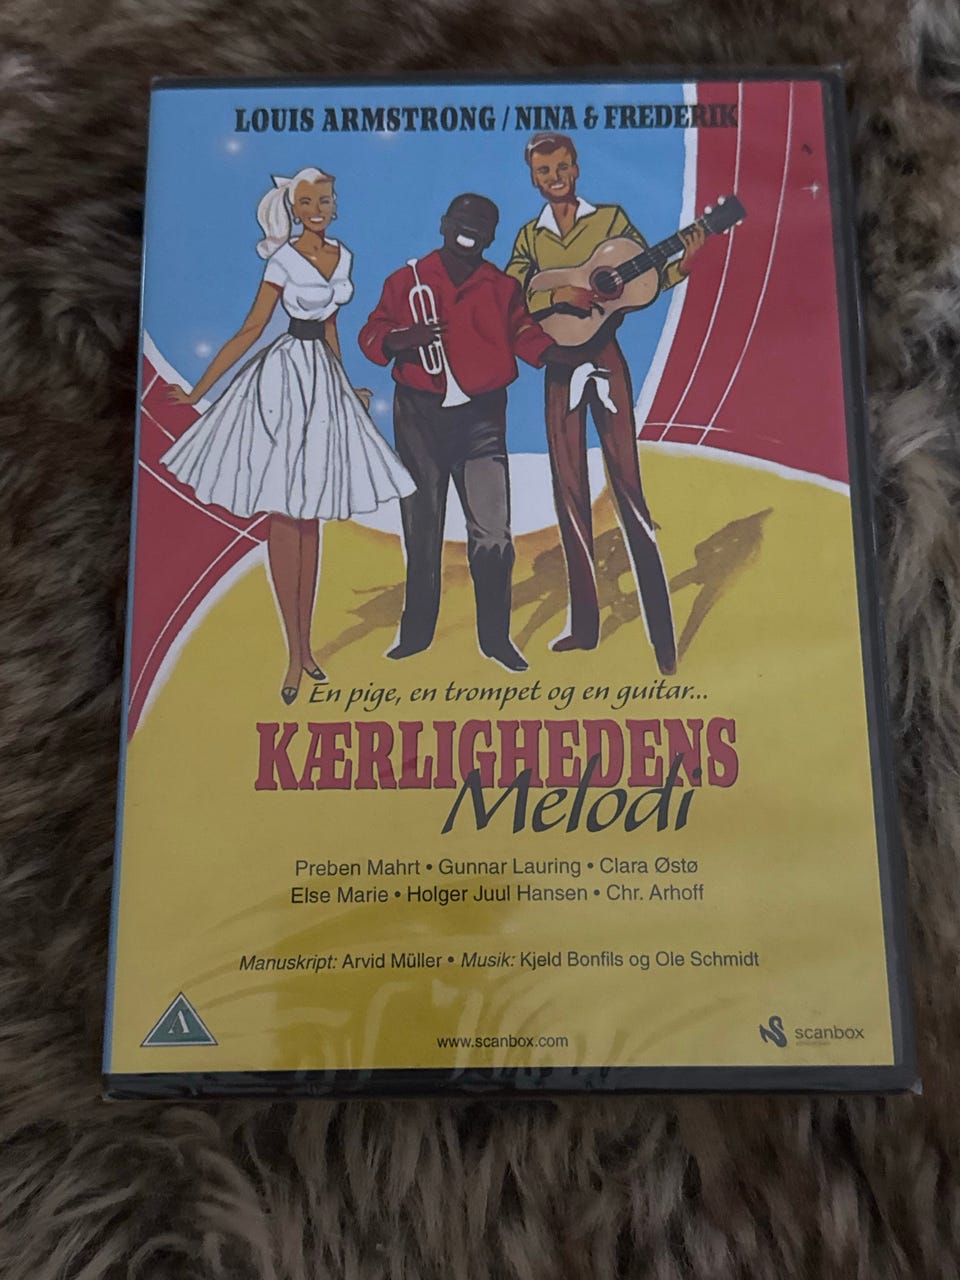 LOUIS ARMSTRONG / NINA & FREDERIK
En pige, en trompet og en guitar...
KÆRLIGHEDENS
Melodi
Preben Mahrt • Gunnar Lauring • Clara Østø
Else Marie • Holger Juul Hansen • Chr. Arhoff
Manuskript: Arvid Müller • Musik: Kjeld Bonfils og Ole Schmidt
A
www.scanbox.com
scanbox